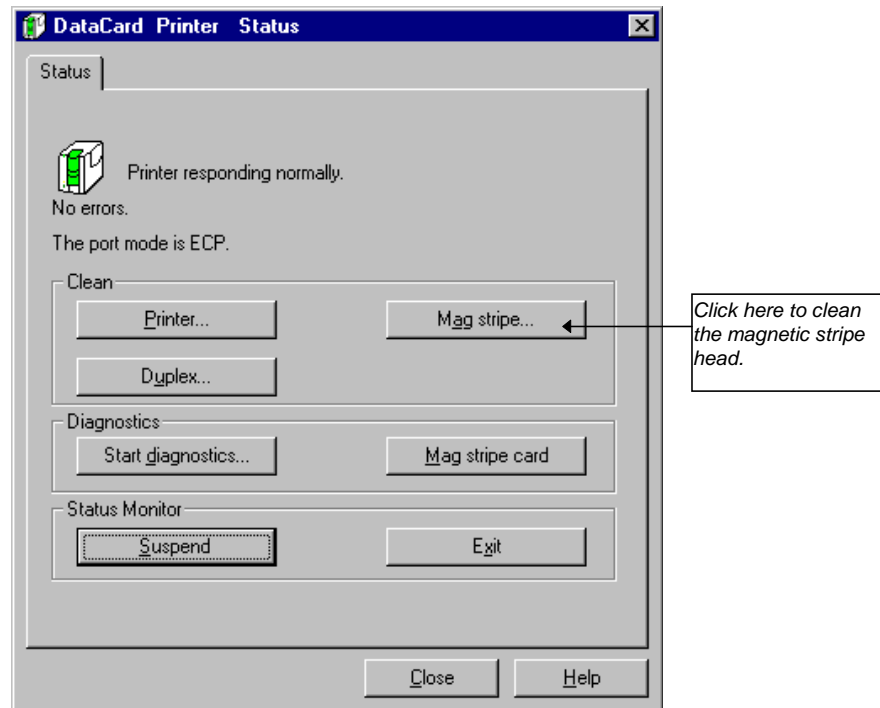 DataCard Printer Status
Status
Printer responding normally.
No errors.
The port mode is ECP.
Clean
Printer...
Mag stripe...
Duplex...
Diagnostics
Start diagnostics...
Mag stripe card
Status Monitor
Suspend
Exit
Close
Help
Click here to clean
the magnetic stripe
head.